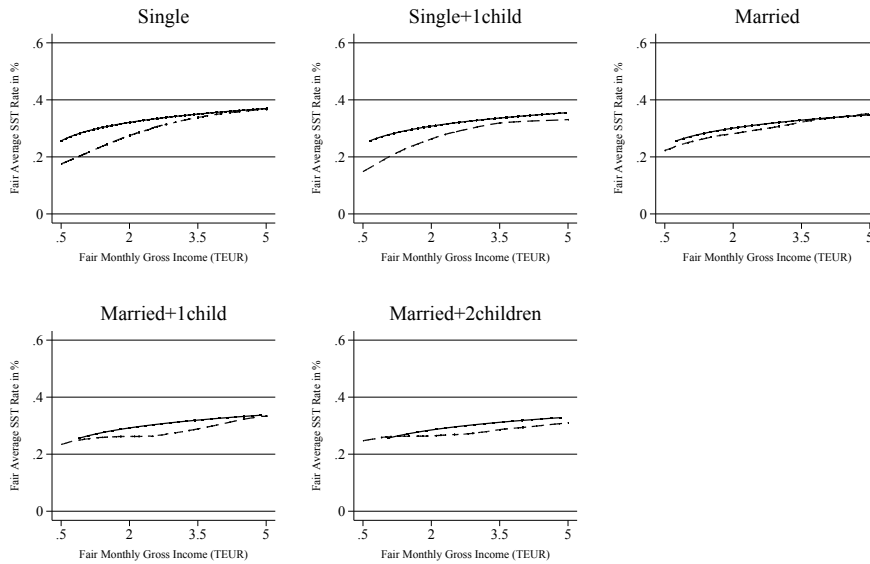 Single
Fair Average SST Rate in %
.6
.4
.2
0
.5 2 3.5 5
Fair Monthly Gross Income (TEUR)
Single+1child
Fair Average SST Rate in %
.6
.4
.2
0
.5 2 3.5 5
Fair Monthly Gross Income (TEUR)
Married
Fair Average SST Rate in %
.6
.4
.2
0
.5 2 3.5 5
Fair Monthly Gross Income (TEUR)
Married+1child
Fair Average SST Rate in %
.6
.4
.2
0
.5 2 3.5 5
Fair Monthly Gross Income (TEUR)
Married+2children
Fair Average SST Rate in %
.6
.4
.2
0
.5 2 3.5 5
Fair Monthly Gross Income (TEUR)